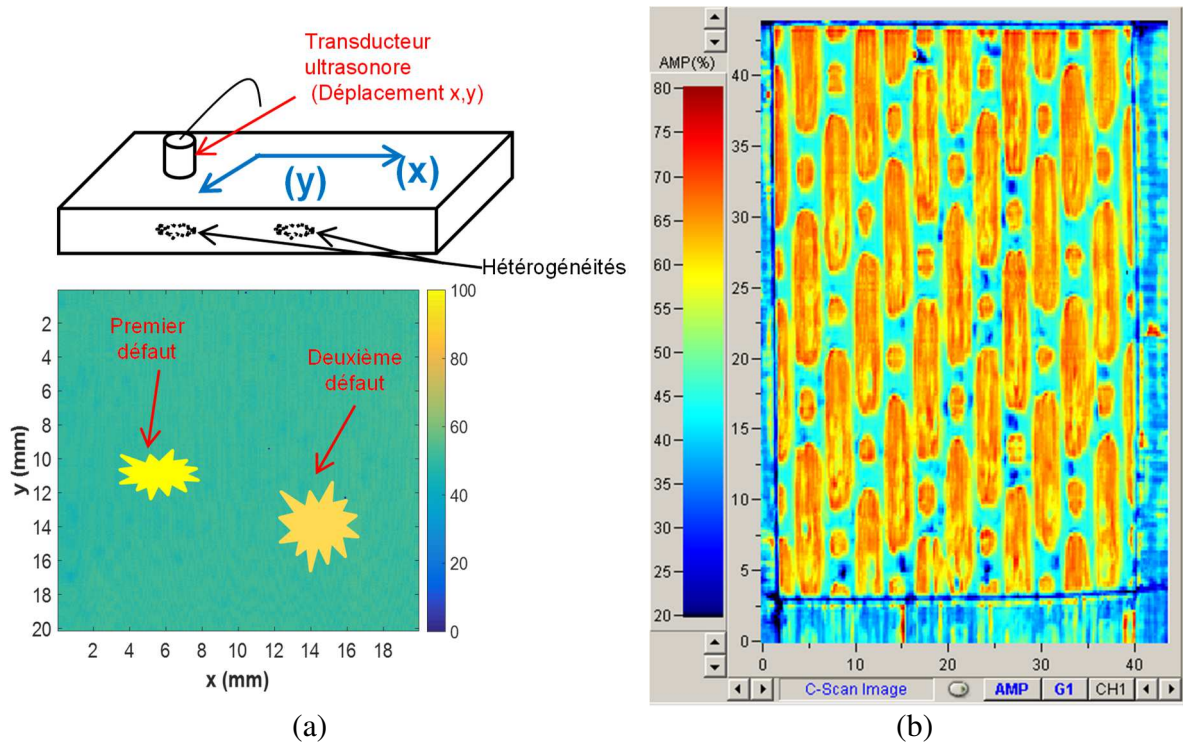 Transducteur
ultrasonore
(Déplacement x,y)
(y)
(x)
Hétérogénéités
Premier
défaut
Deuxième
défaut
y (mm)
2
4
6
8
10
12
14
16
18
20
2 4 6 8 10 12 14 16 18
x (mm)
100
80
60
40
20
0
(a)
AMP(%)
80
75
70
65
60
55
50
45
40
35
30
25
20
40
35
30
25
20
15
10
5
0
0 10 20 30 40
C-Scan Image AMP G1 CH1
(b)